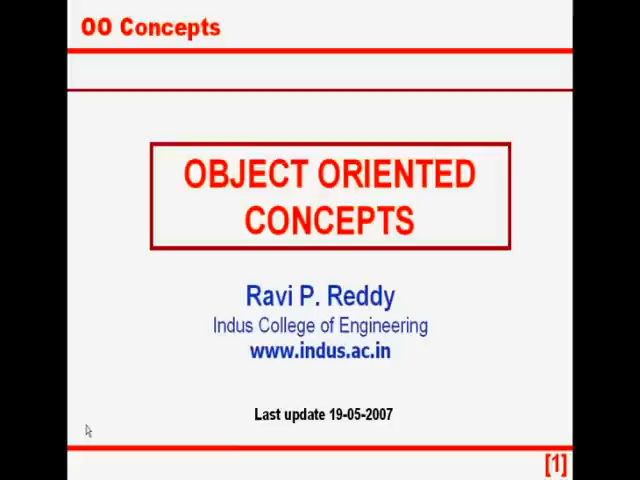 OO Concepts
OBJECT ORIENTED
CONCEPTS
Ravi P. Reddy
Indus College of Engineering
www.indus.ac.in
Last update 19-05-2007
[1]